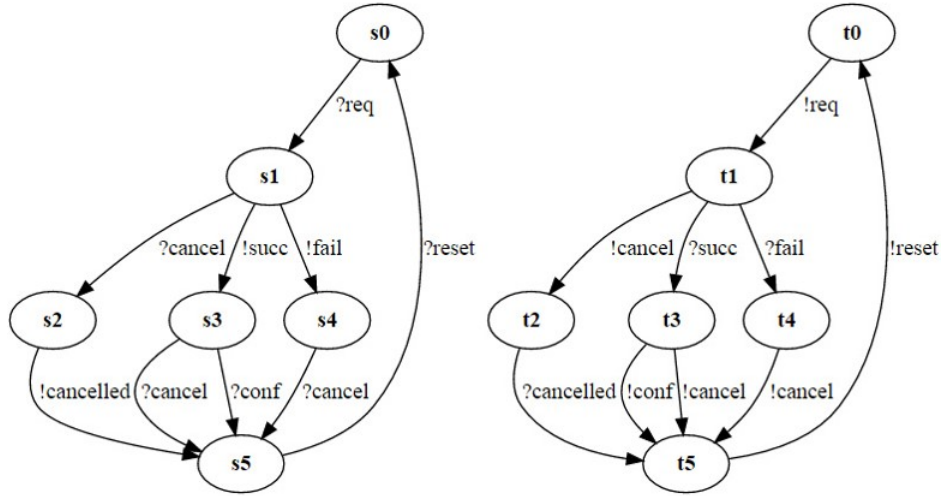 s0 t0
?req !req
s1 t1
?cancel !succ !fail ?reset !cancel ?succ ?fail !reset
s2 s3 s4 t2 t3 t4
!cancelled ?cancel ?conf ?cancel ?cancelled !conf !cancel !cancel
s5 t5